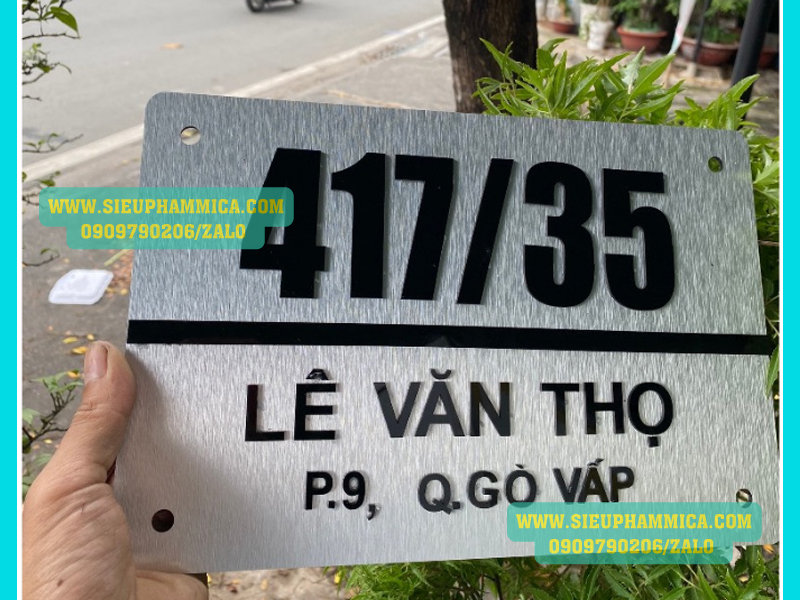 417/35
WWW.SIEUPHAMMICA.COM
0909790206/ZALO
LÊ VĂN THỌ
P.9, Q.GÒ VẤP
WWW.SIEUPHAMMICA.COM
0909790206/ZALO